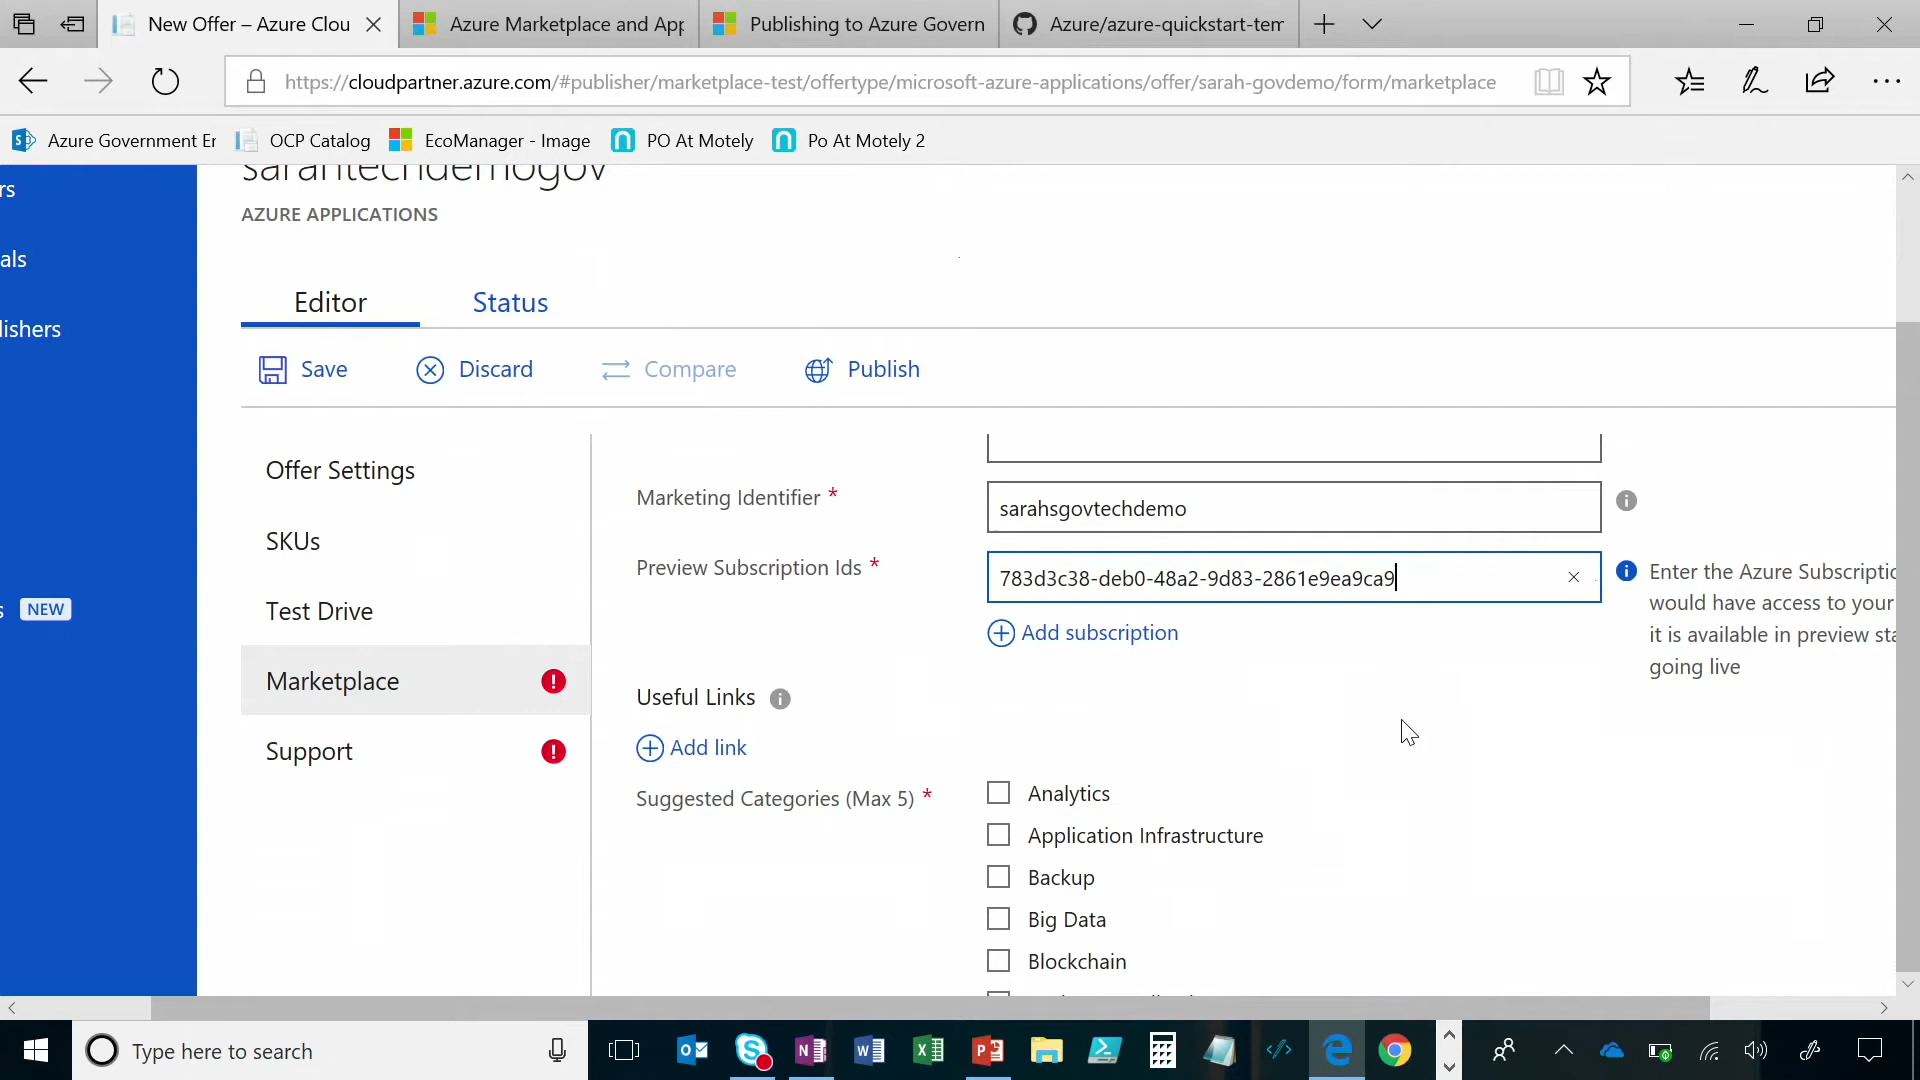 New Offer – Azure Clou
Azure Marketplace and App
Publishing to Azure Govern
Azure/azure-quickstart-tem
https://cloudpartner.azure.com/#publisher/marketplace-test/offertype/microsoft-azure-applications/offer/sarah-govdemo/form/marketplace
Azure Government Er
OCP Catalog
EcoManager - Image
PO At Motely
Po At Motely 2
rs
als
lishers
s NEW
sarahtechdemogov
AZURE APPLICATIONS
Editor
Status
Save
Discard
Compare
Publish
Offer Settings
SKUs
Test Drive
Marketplace
Support
Marketing Identifier *
sarahsgovtechdemo
Preview Subscription Ids *
783d3c38-deb0-48a2-9d83-2861e9ea9ca9
Enter the Azure Subscriptic
would have access to your
it is available in preview sta
going live
Add subscription
Useful Links
Add link
Suggested Categories (Max 5) *
Analytics
Application Infrastructure
Backup
Big Data
Blockchain
Type here to search